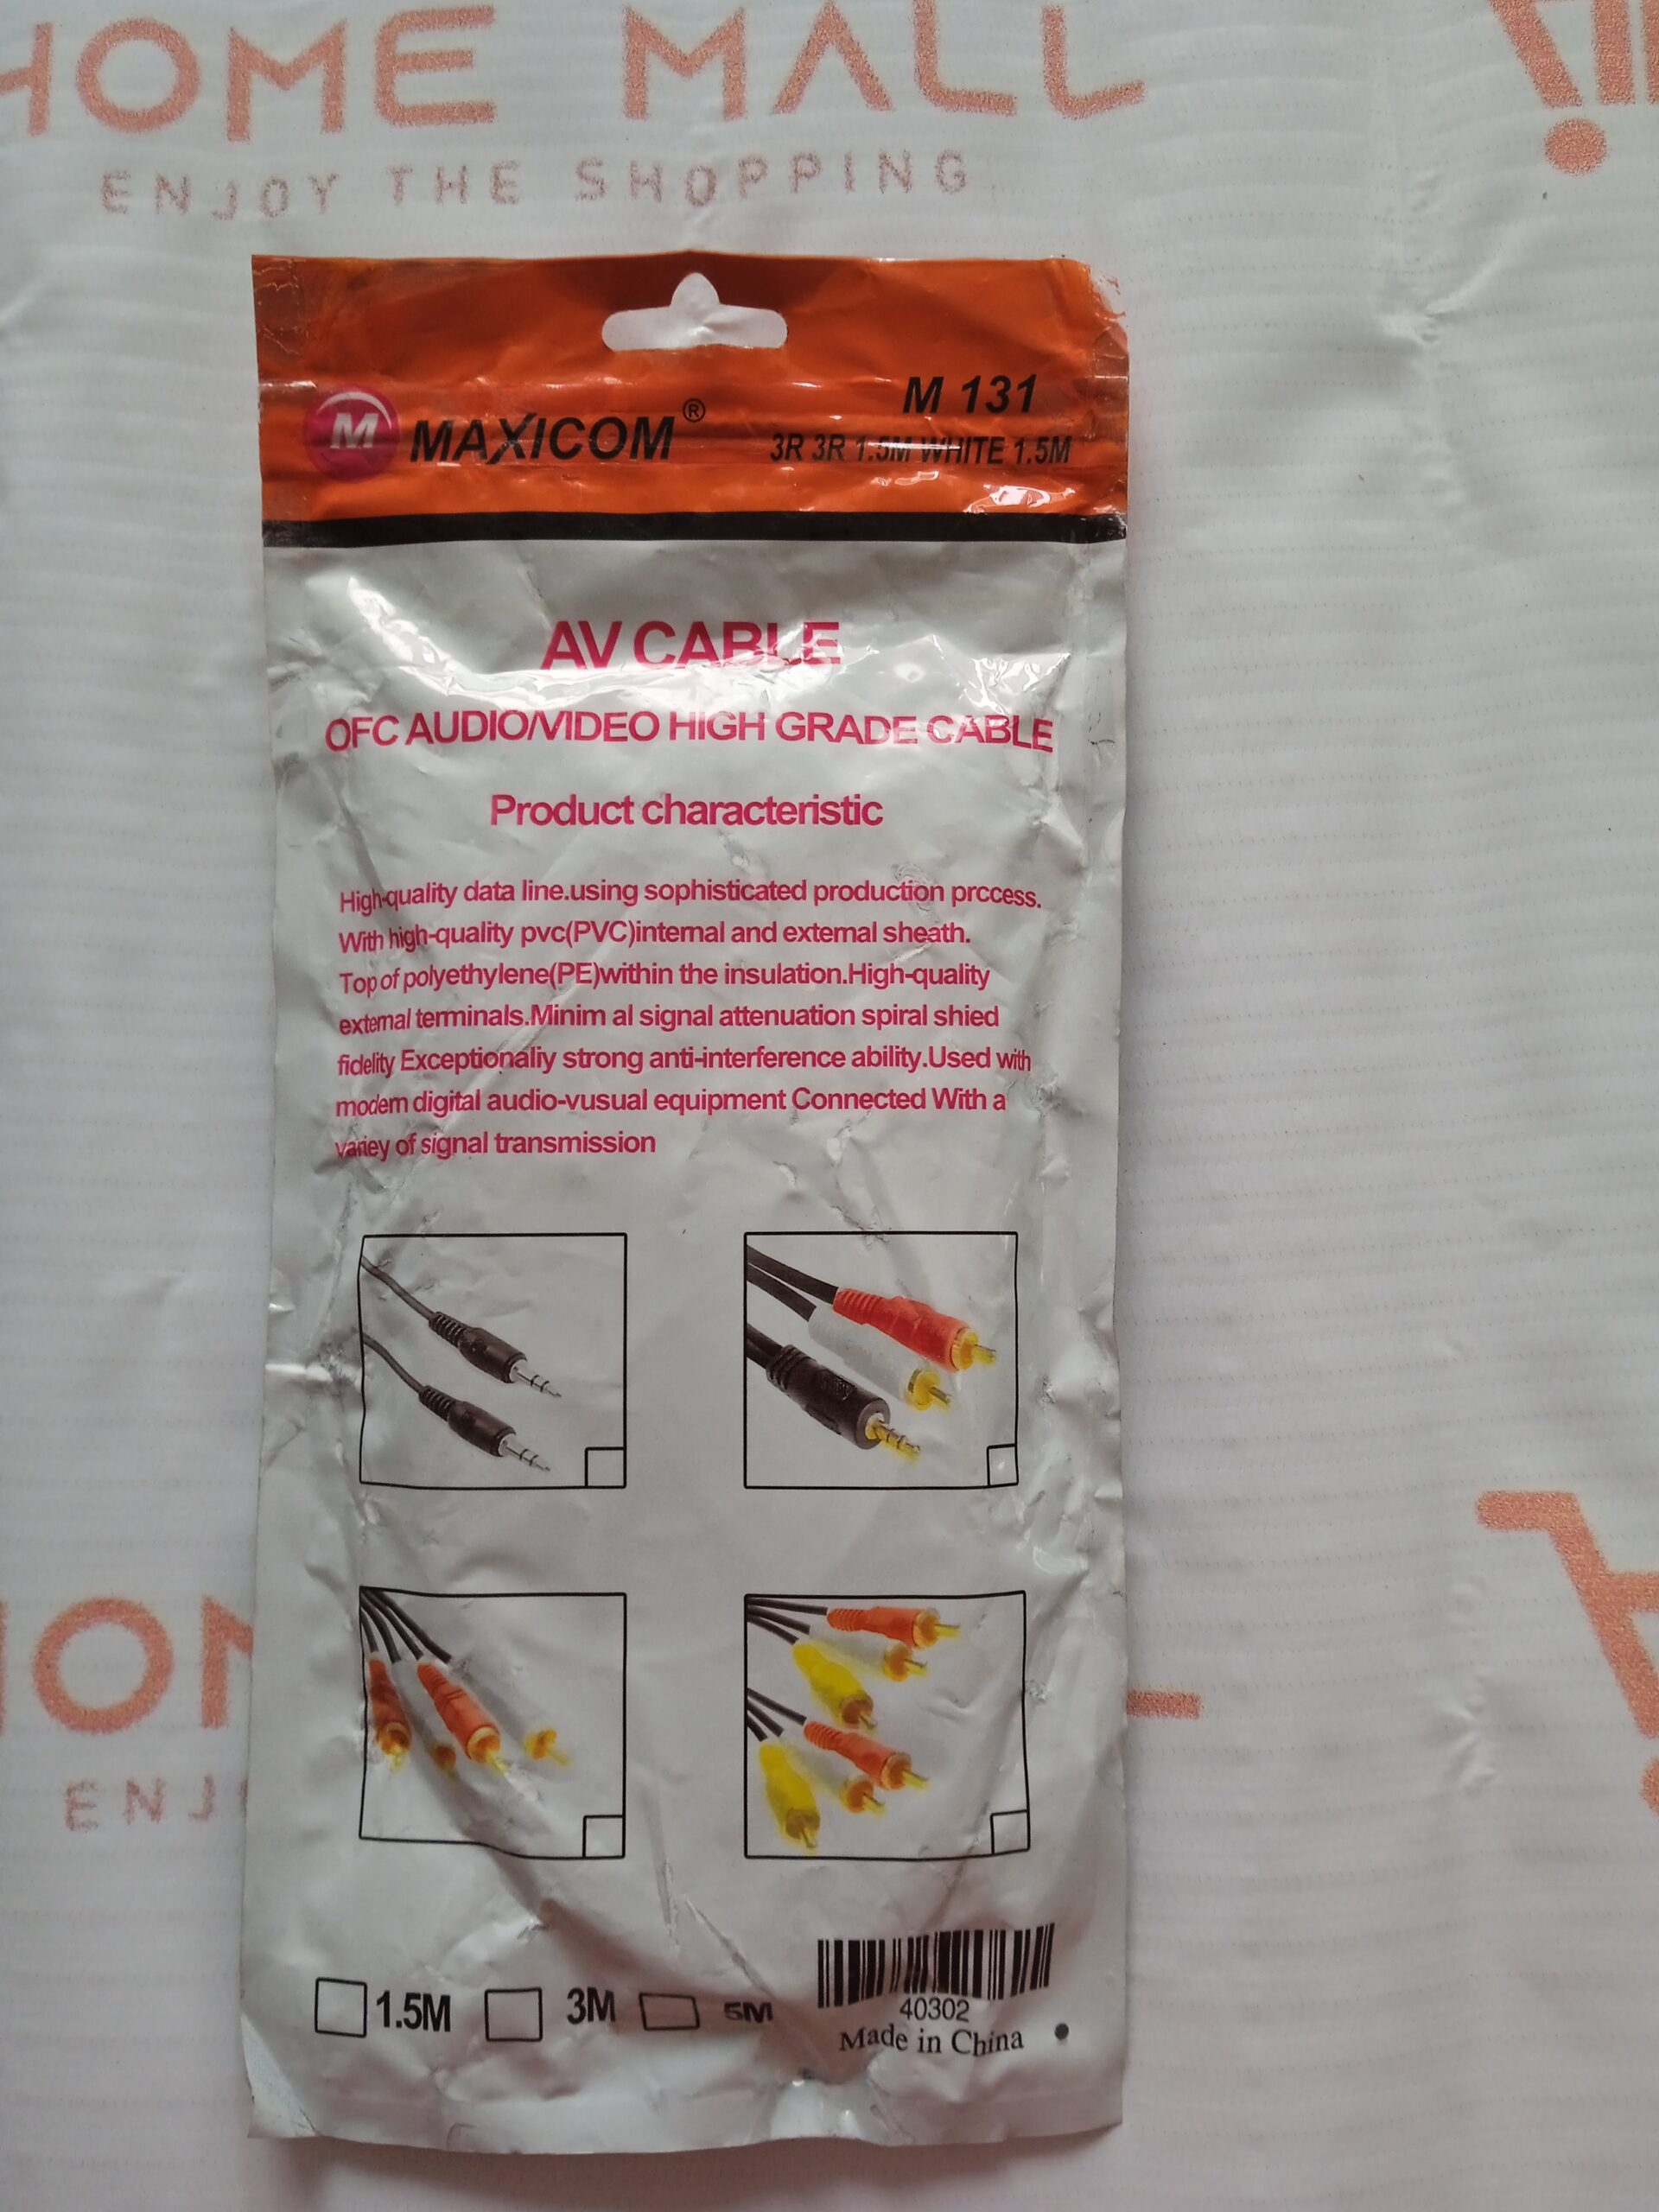 HOME MALL
ENJOY THE SHOPPING
M 131
M MAXICOM®
3R 3R 1.5M WHITE 1.5M
AV CABLE
OFC AUDIO/VIDEO HIGH GRADE CABLE
Product characteristic
High-quality data line.using sophisticated production prccess.
With high-quality pvc(PVC)internal and external sheath.
Top of polyethylene(PE)within the insulation.High-quality
external terminals.Minim al signal attenuation spiral shied
fidelity Exceptionaliy strong anti-interference ability.Used with
modern digital audio-vusual equipment Connected With a
variey of signal transmission
1.5M 3M 5M
40302
Made in China